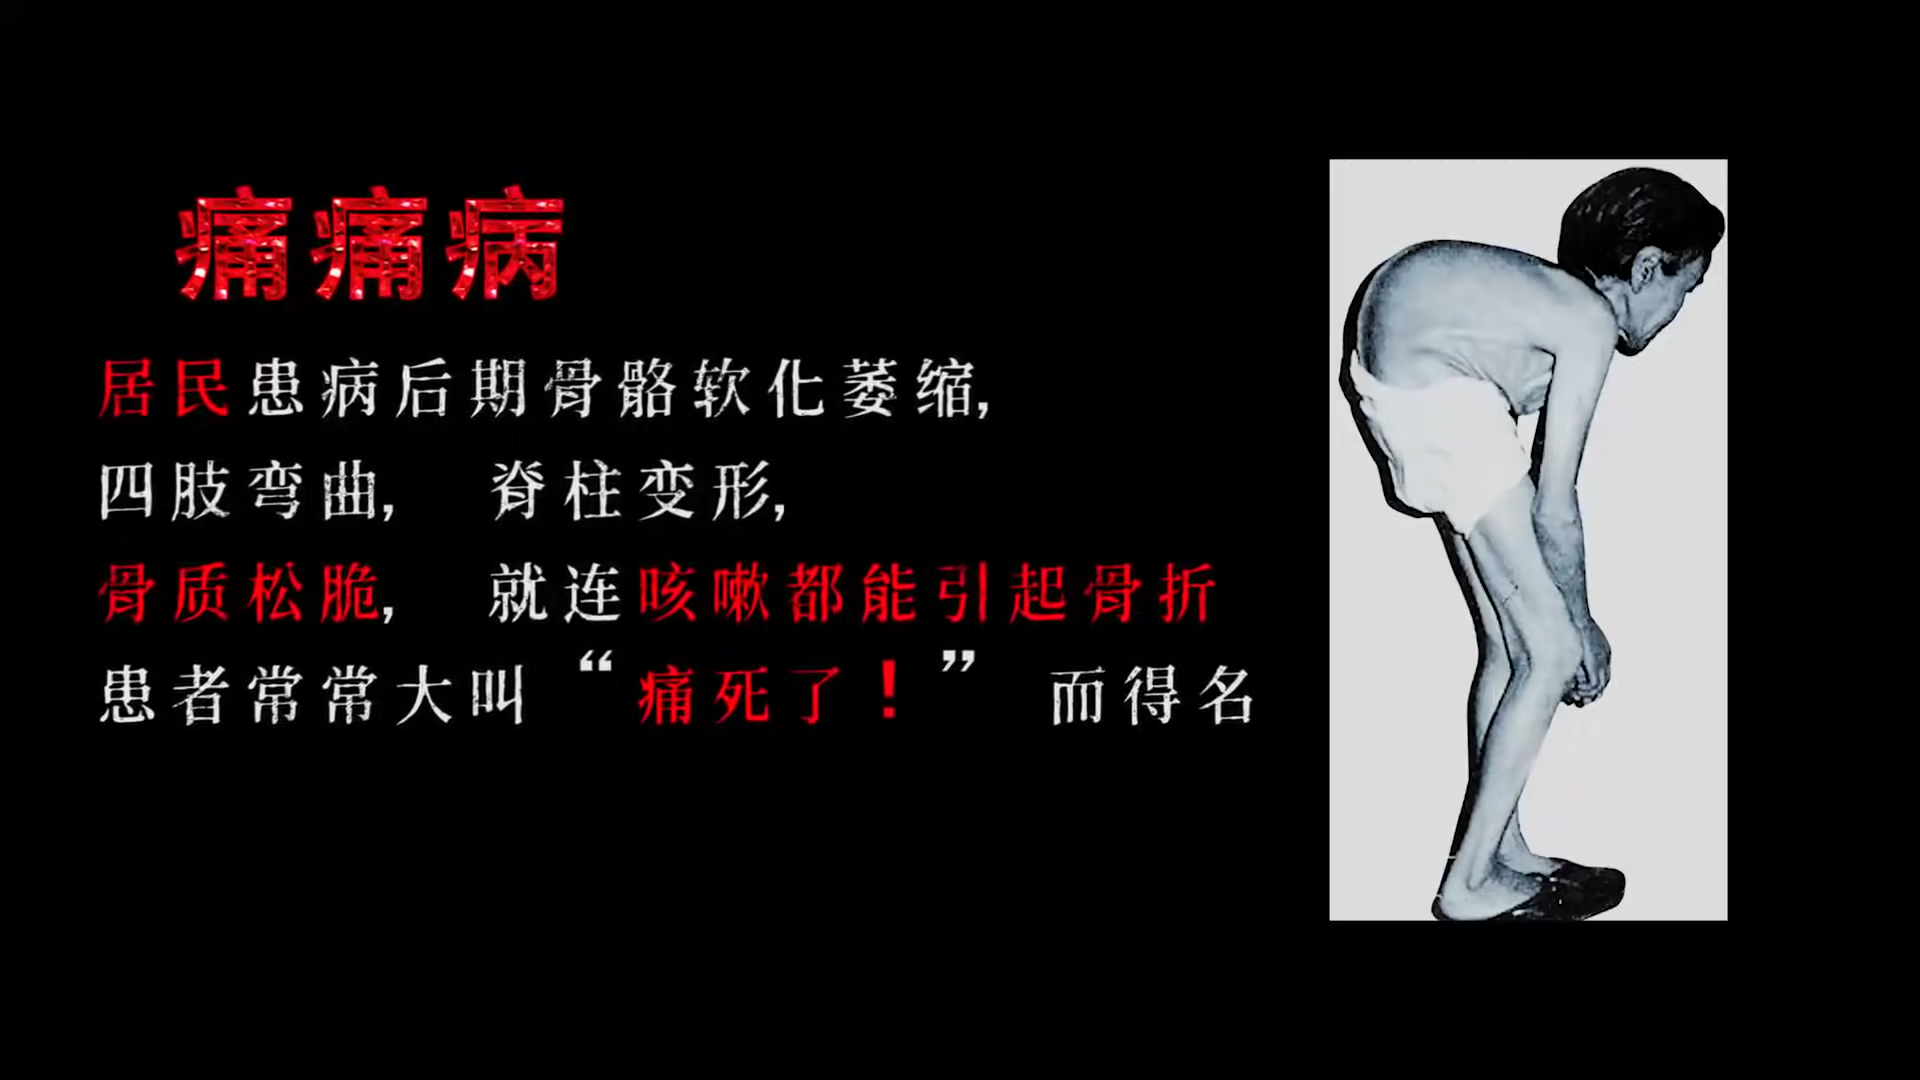 痛痛病
居民患病后期骨骼软化萎缩,
四肢弯曲, 脊柱变形,
骨质松脆, 就连咳嗽都能引起骨折
患者常常大叫“痛死了！”而得名